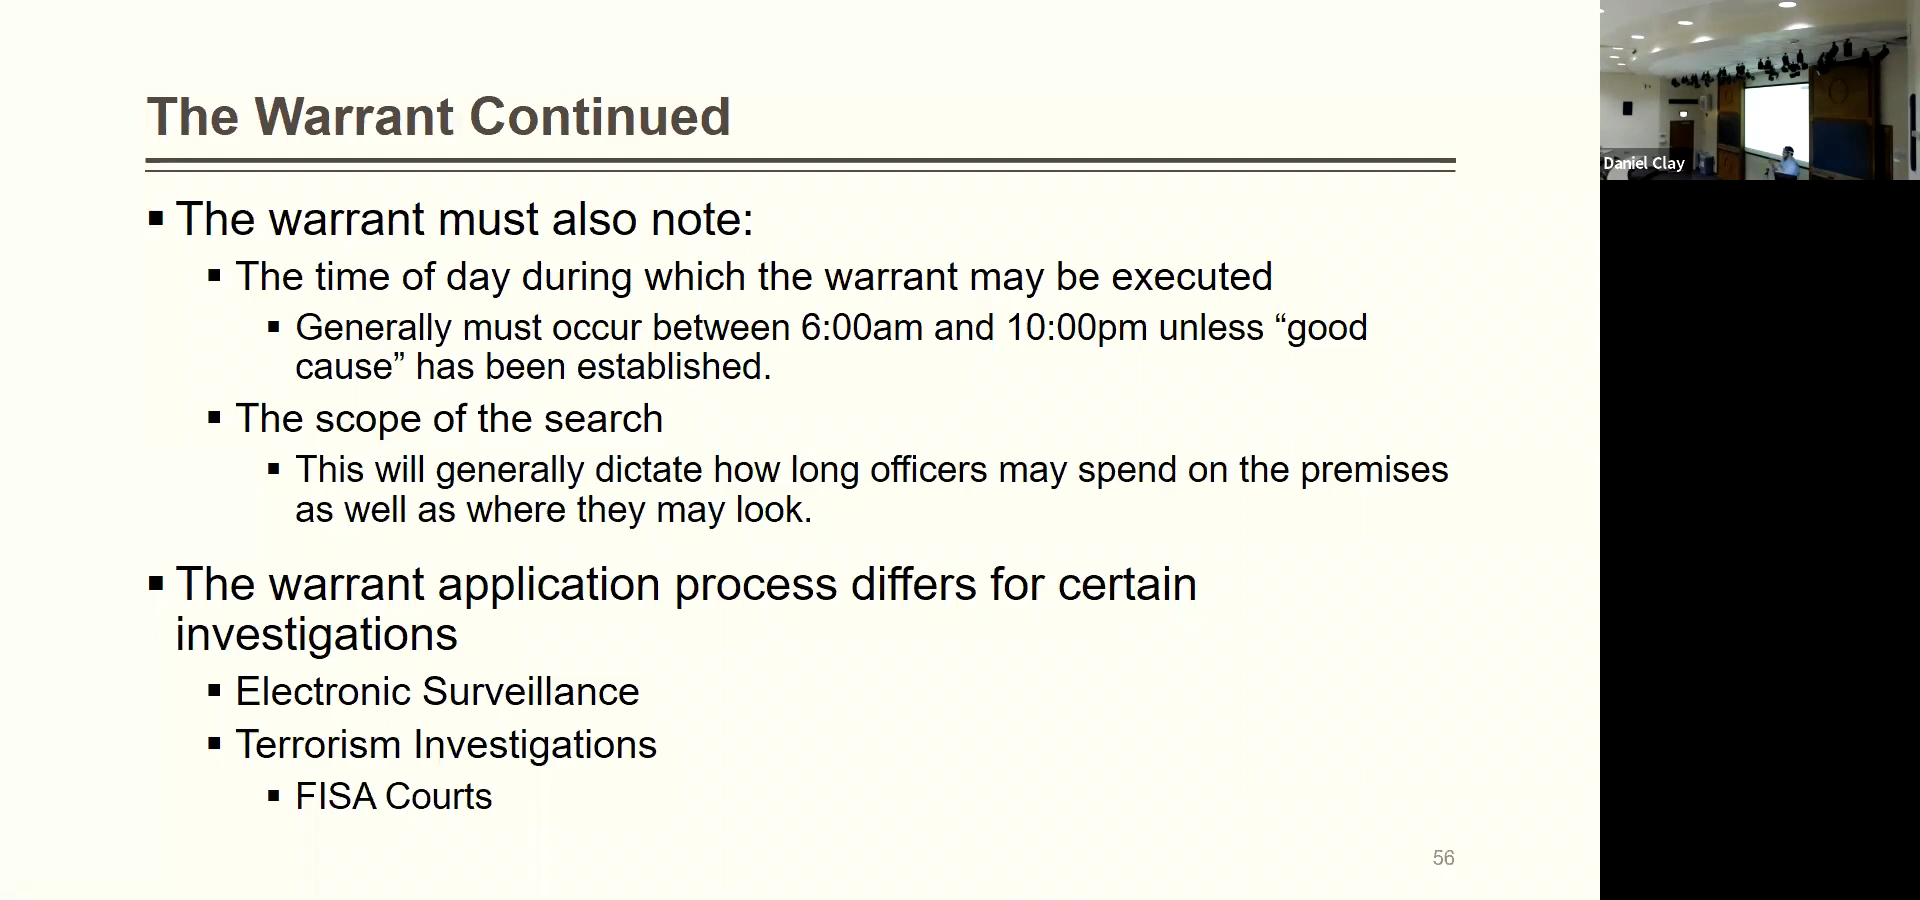 The Warrant Continued
▪ The warrant must also note:
▪ The time of day during which the warrant may be executed
▪ Generally must occur between 6:00am and 10:00pm unless “good
cause” has been established.
▪ The scope of the search
▪ This will generally dictate how long officers may spend on the premises
as well as where they may look.
▪ The warrant application process differs for certain
investigations
▪ Electronic Surveillance
▪ Terrorism Investigations
▪ FISA Courts
56
Daniel Clay